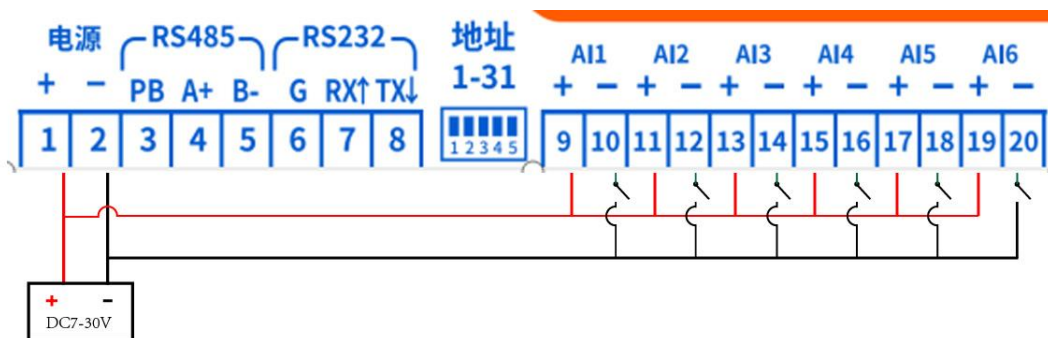 电源 RS485 RS232 地址 AI1 AI2 AI3 AI4 AI5 AI6
+ − PB A+ B- G RX↑ TX↓ 1-31 + − + − + − + − + − + −
1 2 3 4 5 6 7 8 1 2 3 4 5 9 10 11 12 13 14 15 16 17 18 19 20
+ −
DC7-30V